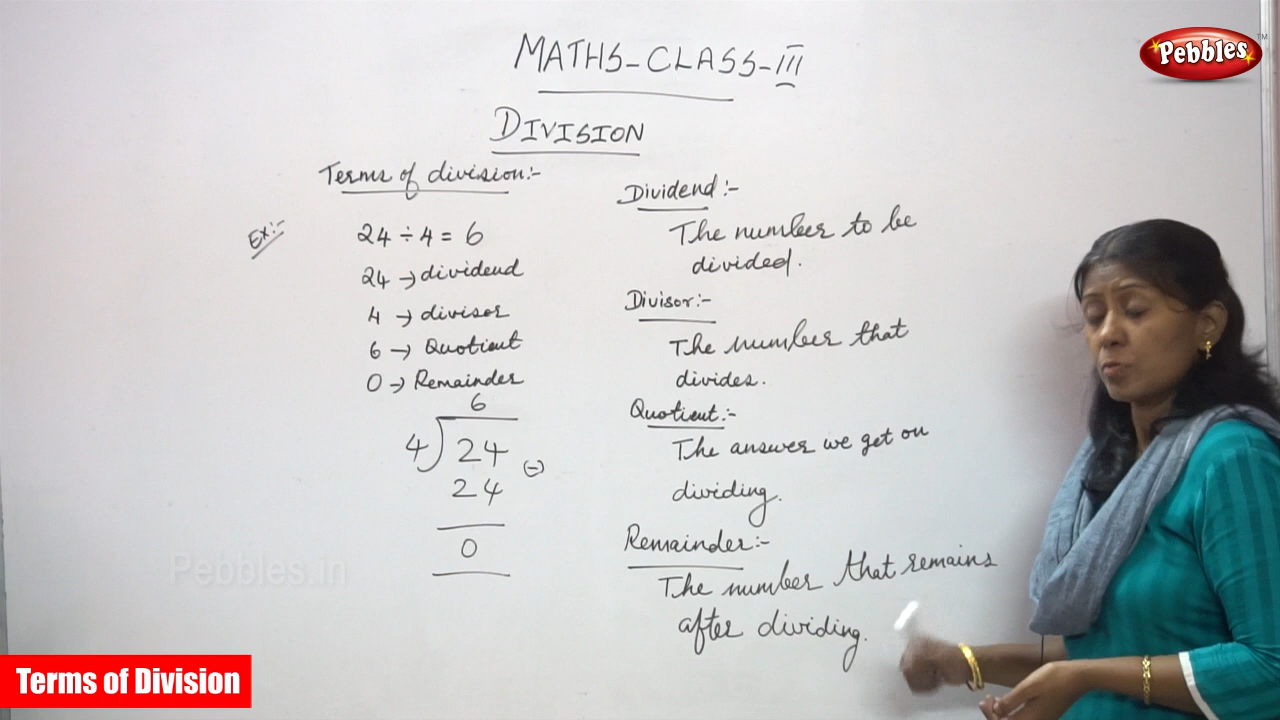 MATHS-CLASS-III
Pebbles™
DIVISION
Terms of division:-
Ex:-
24 ÷ 4 = 6
24 → dividend
4 → divisor
6 → Quotient
0 → Remainder
6
4) 24
(-)
24
0
Dividend:-
The number to be
divided.
Divisor:-
The number that
divides.
Quotient:-
The answer we get on
dividing.
Remainder:-
The number that remains
after dividing.
Pebbles.in
Terms of Division